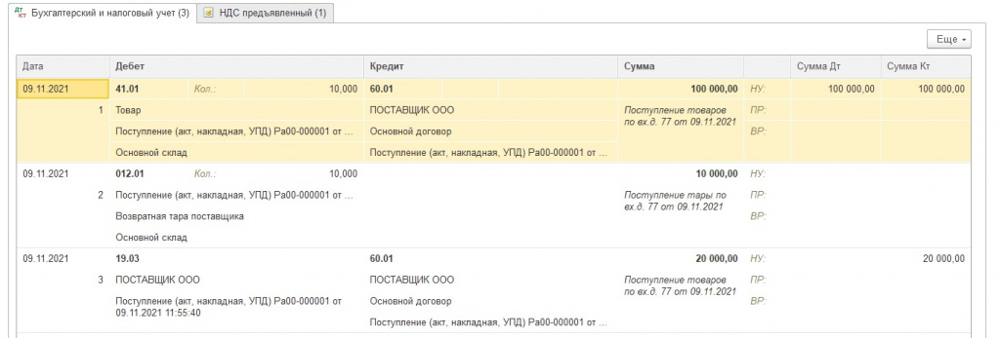 Дт Кт Бухгалтерский и налоговый учет (3) НДС предъявленный (1)
Еще
Дата Дебет Кредит Сумма Сумма Дт Сумма Кт
09.11.2021 41.01 Кол.: 10,000 60.01 100 000,00 НУ: 100 000,00 100 000,00
1 Товар ПОСТАВЩИК ООО Поступление товаров ПР:
по вх.д. 77 от 09.11.2021
Поступление (акт, накладная, УПД) Ра00-000001 от ... Основной договор ВР:
Основной склад Поступление (акт, накладная, УПД) Ра00-000001 от ...
09.11.2021 012.01 Кол.: 10,000 10 000,00 НУ:
2 Поступление (акт, накладная, УПД) Ра00-000001 от ... Поступление тары по ПР:
вх.д. 77 от 09.11.2021
Возвратная тара поставщика ВР:
Основной склад
09.11.2021 19.03 60.01 20 000,00 НУ: 20 000,00
3 ПОСТАВЩИК ООО ПОСТАВЩИК ООО Поступление товаров ПР:
по вх.д. 77 от 09.11.2021
Поступление (акт, накладная, УПД) Ра00-000001 от Основной договор ВР:
09.11.2021 11:55:40
Поступление (акт, накладная, УПД) Ра00-000001 от ...